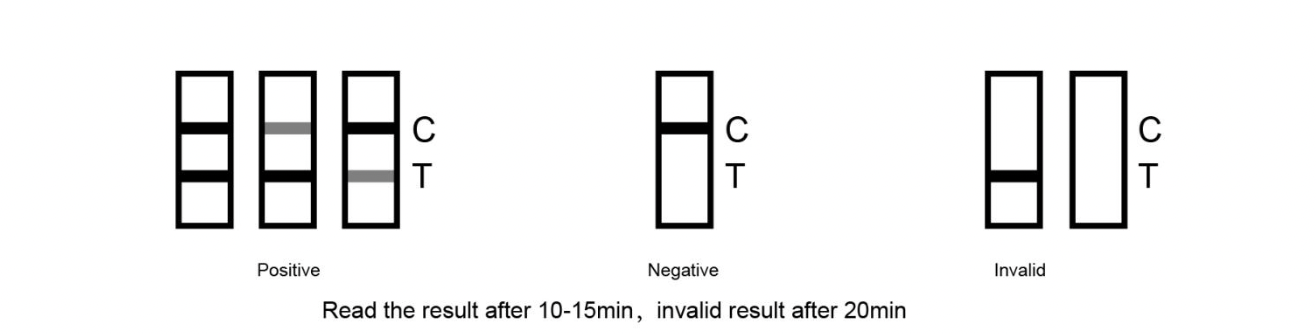 C C C
T T T
Positive Negative Invalid
Read the result after 10-15min，invalid result after 20min